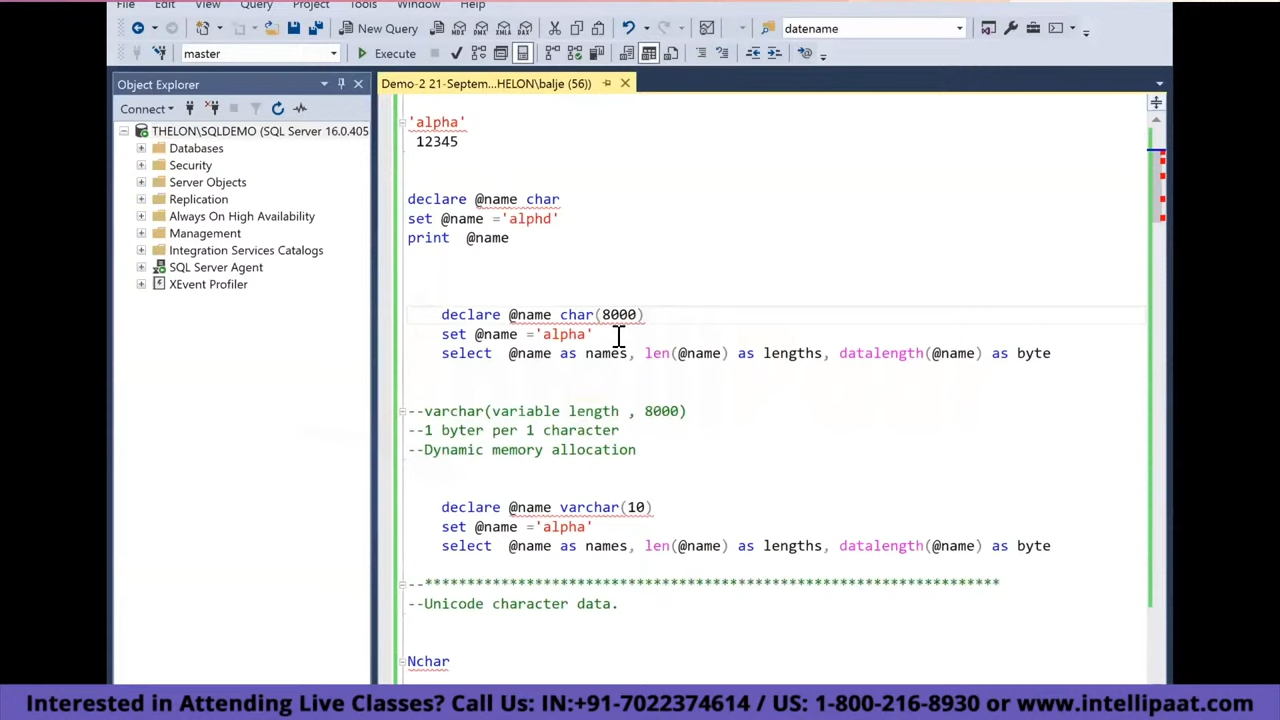 File Edit View Query Project Tools Window Help
New Query
datename
master
Execute
Object Explorer
Demo-2 21-Septem...HELON\balje (56))
Connect
THELON\SQLDEMO (SQL Server 16.0.405
Databases
Security
Server Objects
Replication
Always On High Availability
Management
Integration Services Catalogs
SQL Server Agent
XEvent Profiler
'alpha'
12345
declare @name char
set @name ='alphd'
print @name
declare @name char(8000)
set @name ='alpha'
select @name as names, len(@name) as lengths, datalength(@name) as byte
--varchar(variable length , 8000)
--1 byter per 1 character
--Dynamic memory allocation
declare @name varchar(10)
set @name ='alpha'
select @name as names, len(@name) as lengths, datalength(@name) as byte
--********************************************************************
--Unicode character data.
Nchar
Interested in Attending Live Classes? Call Us: IN:+91-7022374614 / US: 1-800-216-8930 or www.intellipaat.com